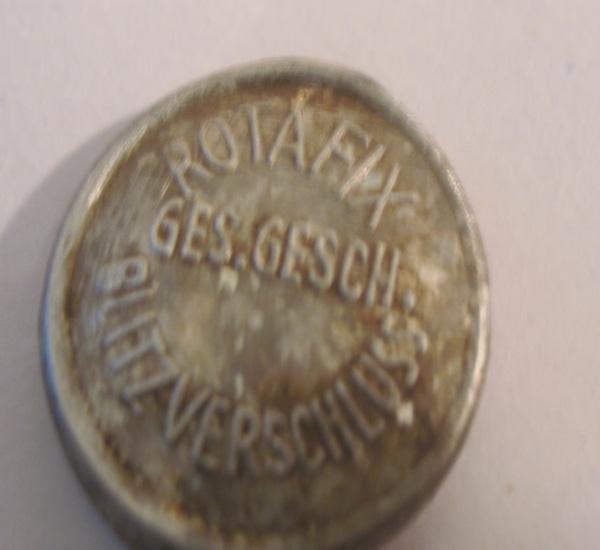 ROTAFIX
GES. GESCH.
BLITZVERSCHLUSS